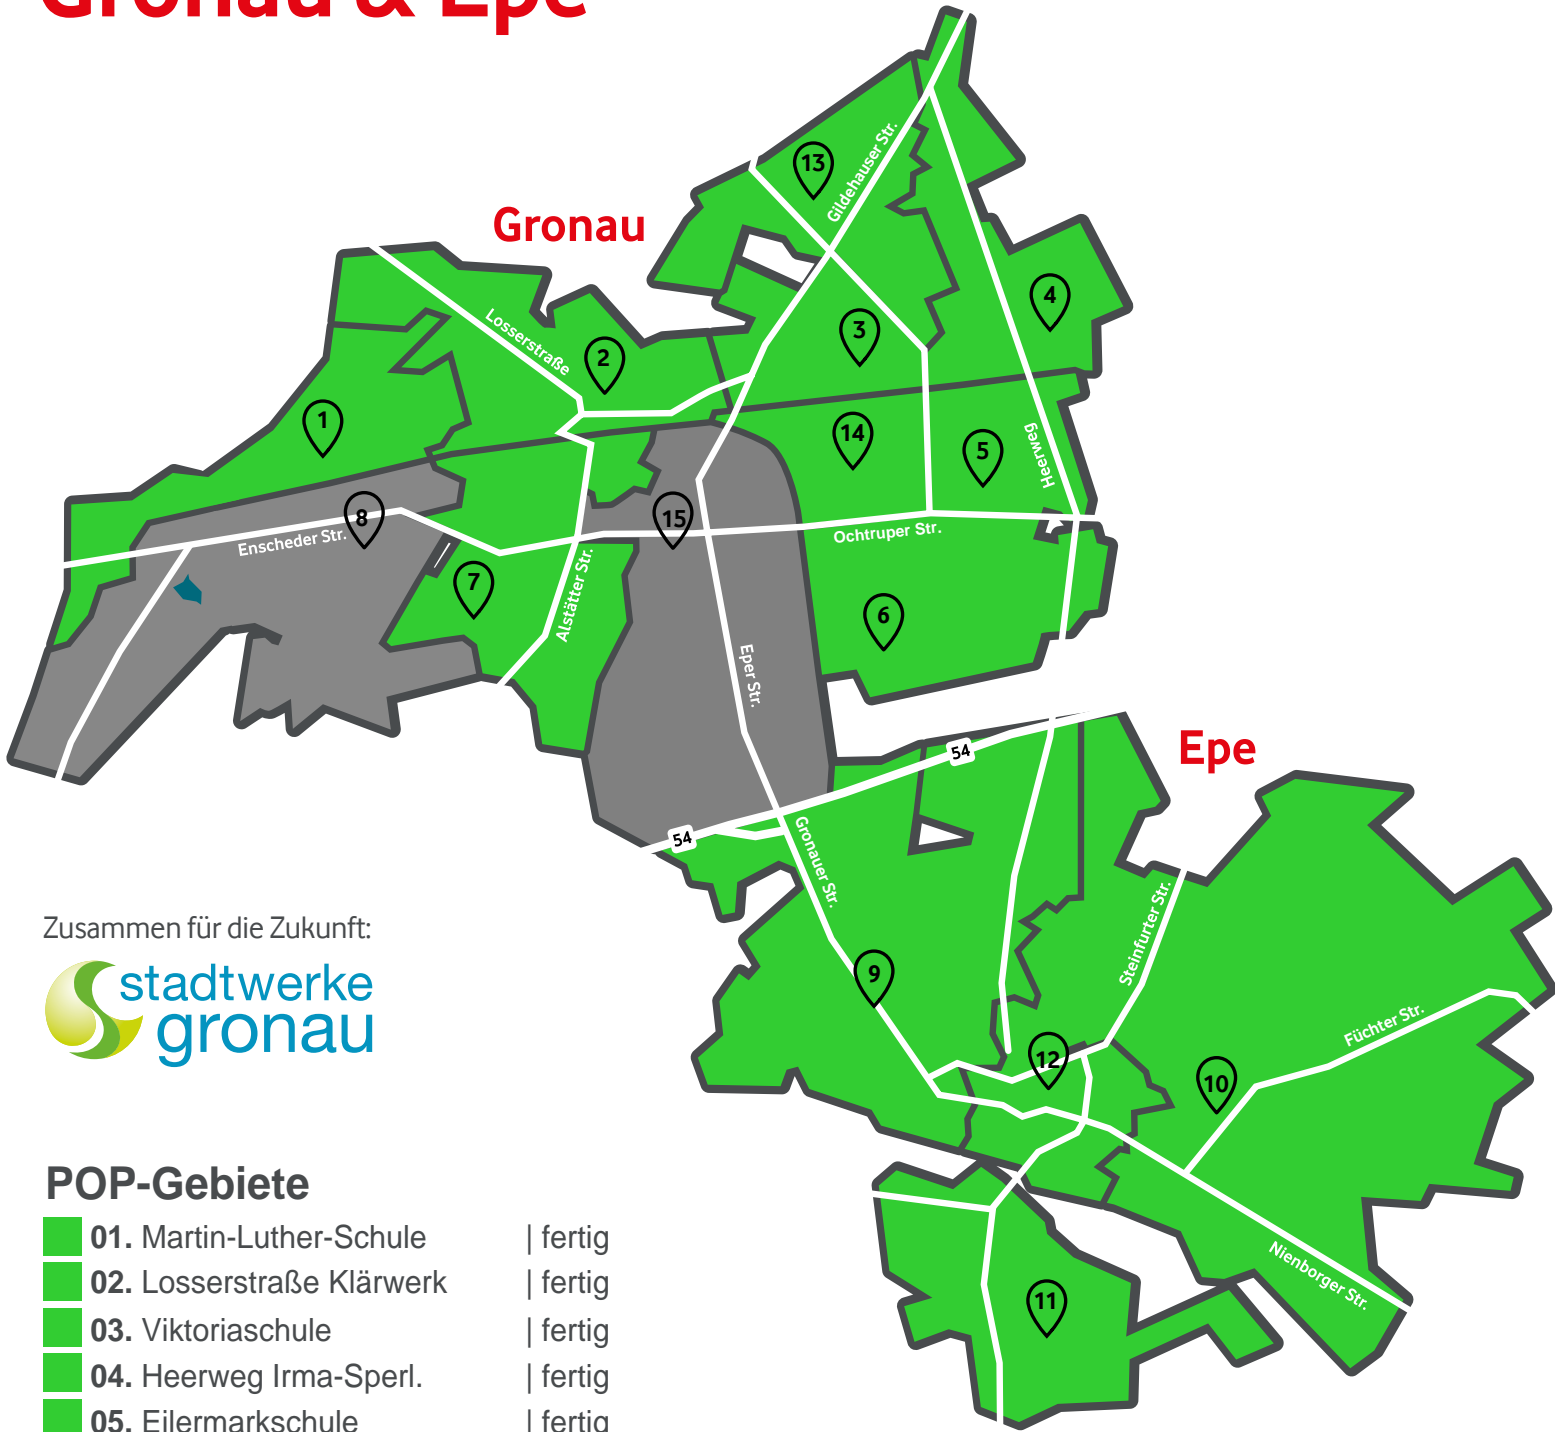 Gronau & Epe
13
Gildehauser Str.
Gronau
4
Losserstraße
3
2
1
14
5
Heerweg
8
15
Enscheder Str.
Ochtruper Str.
7
Alstätter Str.
6
Eper Str.
54
Epe
54
Gronauer Str.
Steinfurter Str.
Zusammen für die Zukunft:
stadtwerke
gronau
9
Füchter Str.
12
10
POP-Gebiete
Nienborger Str.
11
01. Martin-Luther-Schule | fertig
02. Losserstraße Klärwerk | fertig
03. Viktoriaschule | fertig
04. Heerweg Irma-Sperl. | fertig
05. Eilermarkschule | fertig